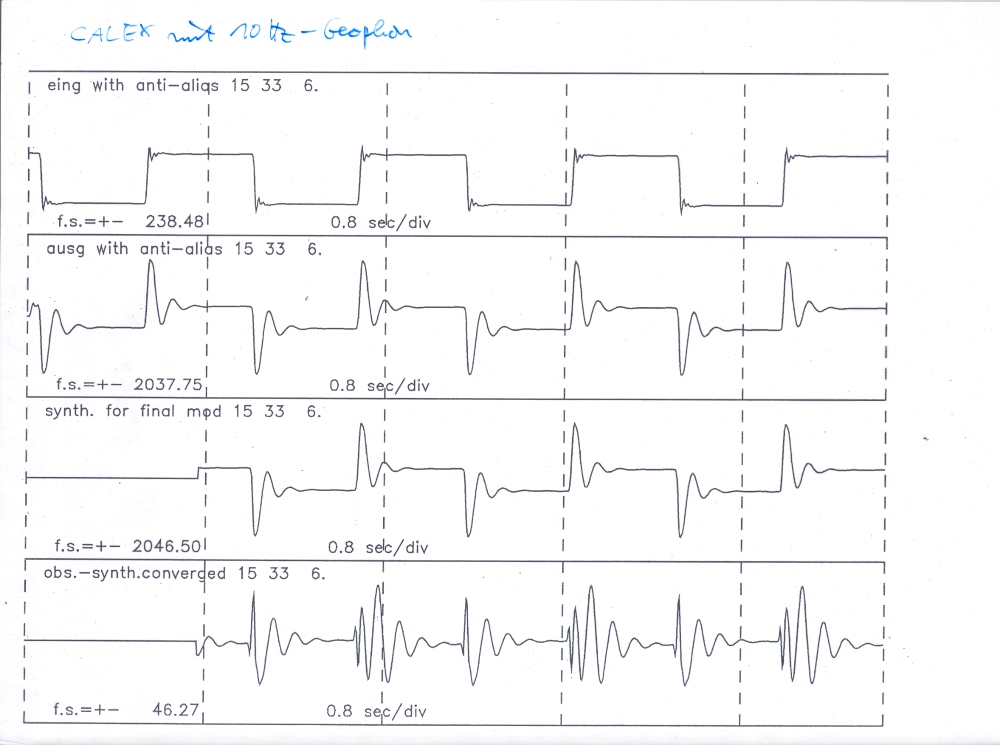 CALEX mit 10 Hz - Geophon
eing with anti-alias 15 33 6.
f.s.=+- 238.48 0.8 sec/div
ausg with anti-alias 15 33 6.
f.s.=+- 2037.75 0.8 sec/div
synth. for final mod 15 33 6.
f.s.=+- 2046.50 0.8 sec/div
obs.-synth.converged 15 33 6.
f.s.=+- 46.27 0.8 sec/div